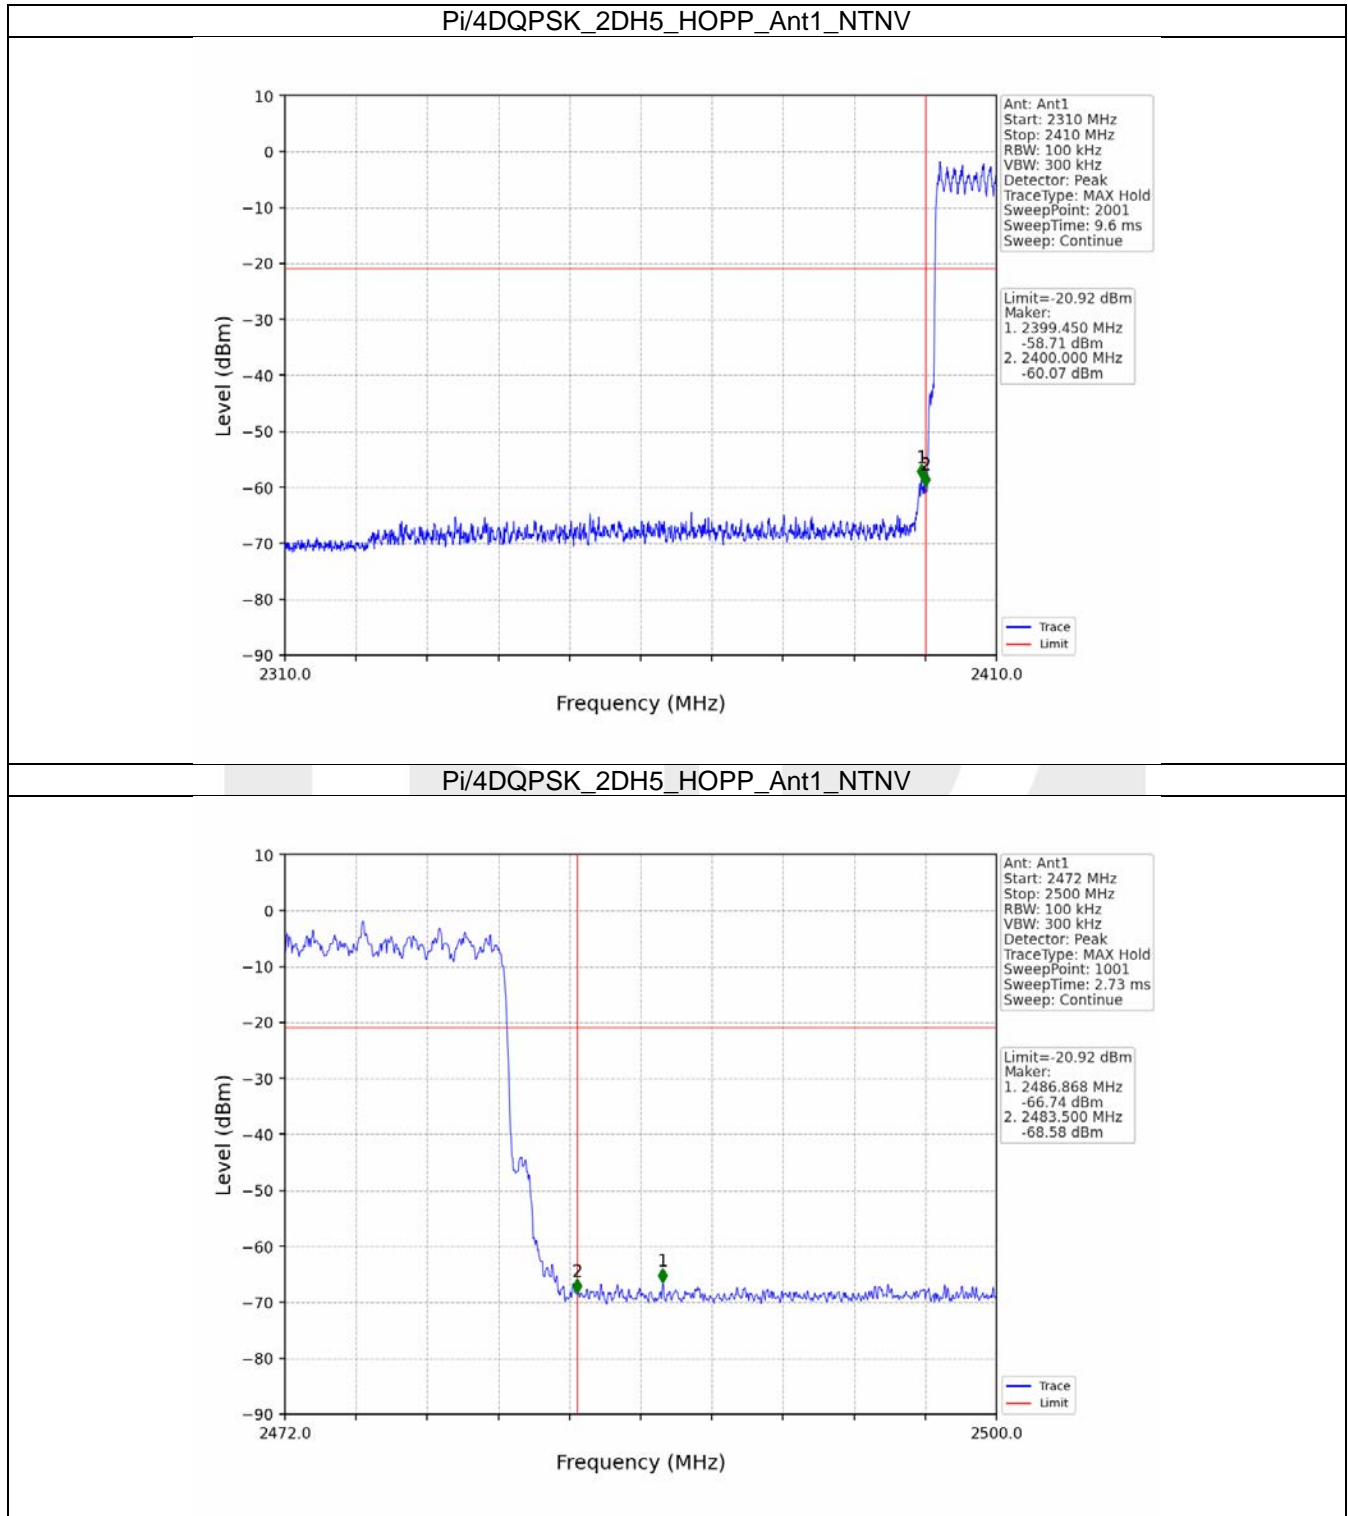 Pi/4DQPSK_2DH5_HOPP_Ant1_NTNV
10
0
−10
−20
−30
−40
−50
−60
−70
−80
−90
Level (dBm)
2310.0
2410.0
Frequency (MHz)
1
2
Ant: Ant1
Start: 2310 MHz
Stop: 2410 MHz
RBW: 100 kHz
VBW: 300 kHz
Detector: Peak
TraceType: MAX Hold
SweepPoint: 2001
SweepTime: 9.6 ms
Sweep: Continue
Limit=-20.92 dBm
Maker:
1. 2399.450 MHz
-58.71 dBm
2. 2400.000 MHz
-60.07 dBm
Trace
Limit
Pi/4DQPSK_2DH5_HOPP_Ant1_NTNV
10
0
−10
−20
−30
−40
−50
−60
−70
−80
−90
Level (dBm)
2472.0
2500.0
Frequency (MHz)
2
1
Ant: Ant1
Start: 2472 MHz
Stop: 2500 MHz
RBW: 100 kHz
VBW: 300 kHz
Detector: Peak
TraceType: MAX Hold
SweepPoint: 1001
SweepTime: 2.73 ms
Sweep: Continue
Limit=-20.92 dBm
Maker:
1. 2486.868 MHz
-66.74 dBm
2. 2483.500 MHz
-68.58 dBm
Trace
Limit